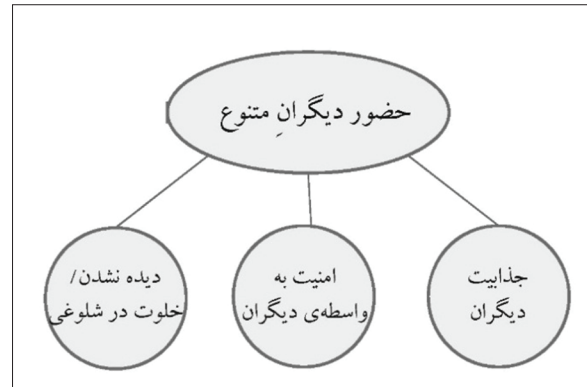 حضور دیگرانِ متنوع
جذابیت
دیگران
امنیت به
واسطه‌ی دیگران
دیده نشدن/
خلوت در شلوغی